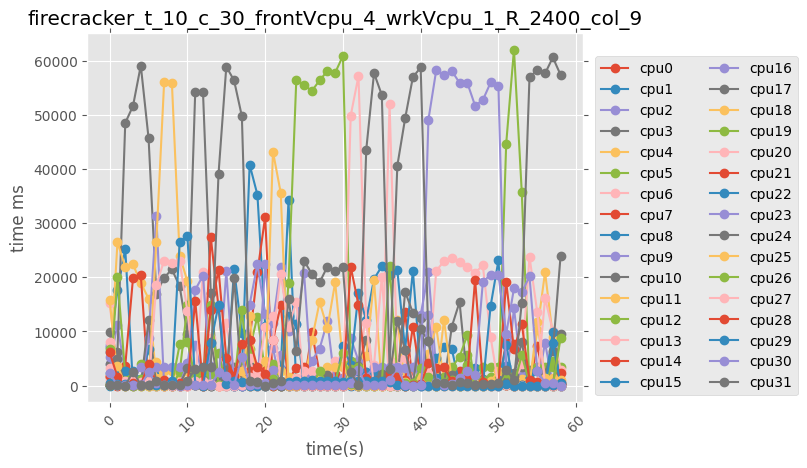 firecracker_t_10_c_30_frontVcpu_4_wrkVcpu_1_R_2400_col_9
60000
50000
40000
30000
20000
10000
0
time ms
0
10
20
30
40
50
60
time(s)
cpu0
cpu1
cpu2
cpu3
cpu4
cpu5
cpu6
cpu7
cpu8
cpu9
cpu10
cpu11
cpu12
cpu13
cpu14
cpu15
cpu16
cpu17
cpu18
cpu19
cpu20
cpu21
cpu22
cpu23
cpu24
cpu25
cpu26
cpu27
cpu28
cpu29
cpu30
cpu31